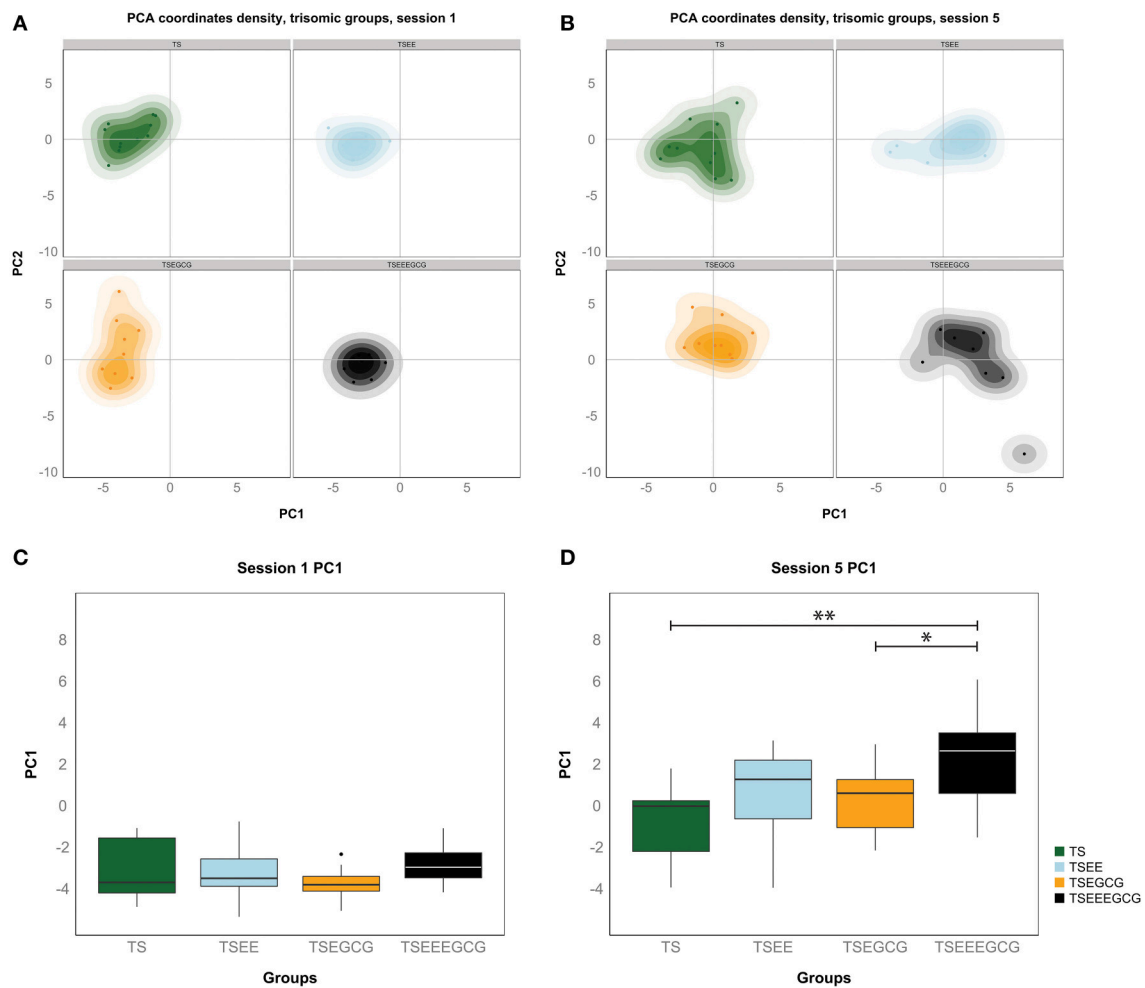 A
PCA coordinates density, trisomic groups, session 1
TS
TSEE
5
0
-5
-10
TSEGCG
TSEEEGCG
5
0
-5
-10
PC2
-5 0 5 -5 0 5
PC1
B
PCA coordinates density, trisomic groups, session 5
TS
TSEE
5
0
-5
-10
TSEGCG
TSEEEGCG
5
0
-5
-10
PC2
-5 0 5 -5 0 5
PC1
C
Session 1 PC1
8
6
4
2
0
-2
-4
PC1
TS TSEE TSEGCG TSEEEGCG
Groups
D
Session 5 PC1
**
*
8
6
4
2
0
-2
-4
PC1
TS TSEE TSEGCG TSEEEGCG
Groups
TS
TSEE
TSEGCG
TSEEEGCG